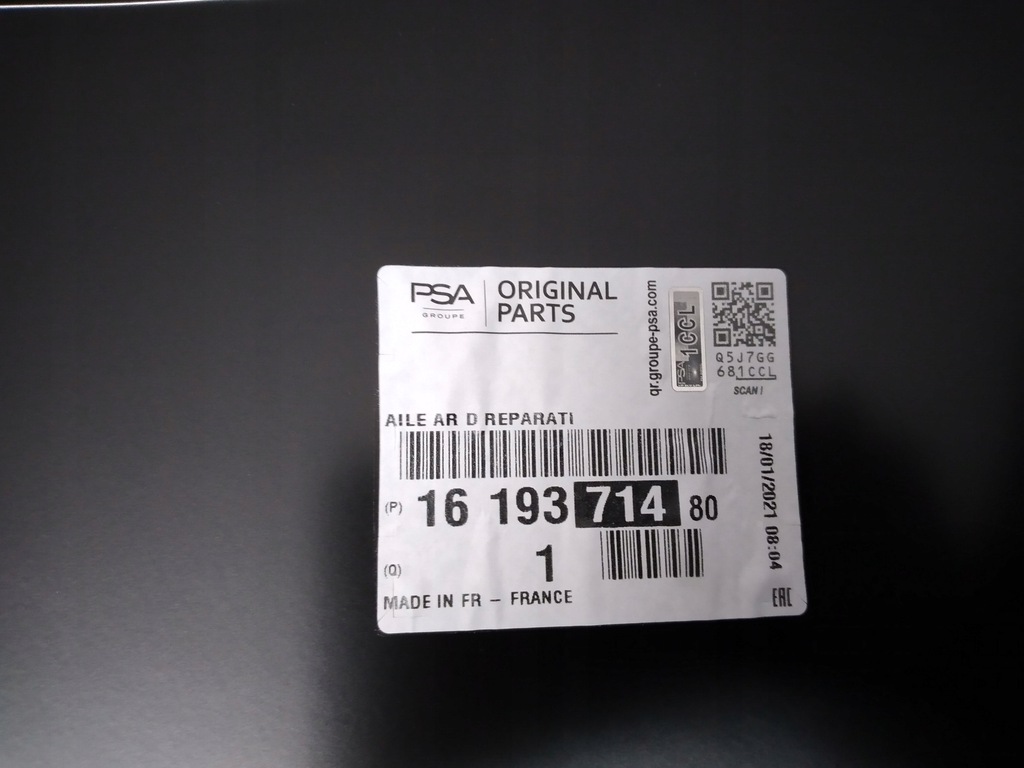 PSA
GROUPE
ORIGINAL
PARTS
qr.groupe-psa.com
1CCL
Q5J7GG
681CCL
SCAN!
AILE AR D REPARATI
(P) 16 193 714 80
(Q) 1
MADE IN FR - FRANCE
18/01/2021 08:04
EAC